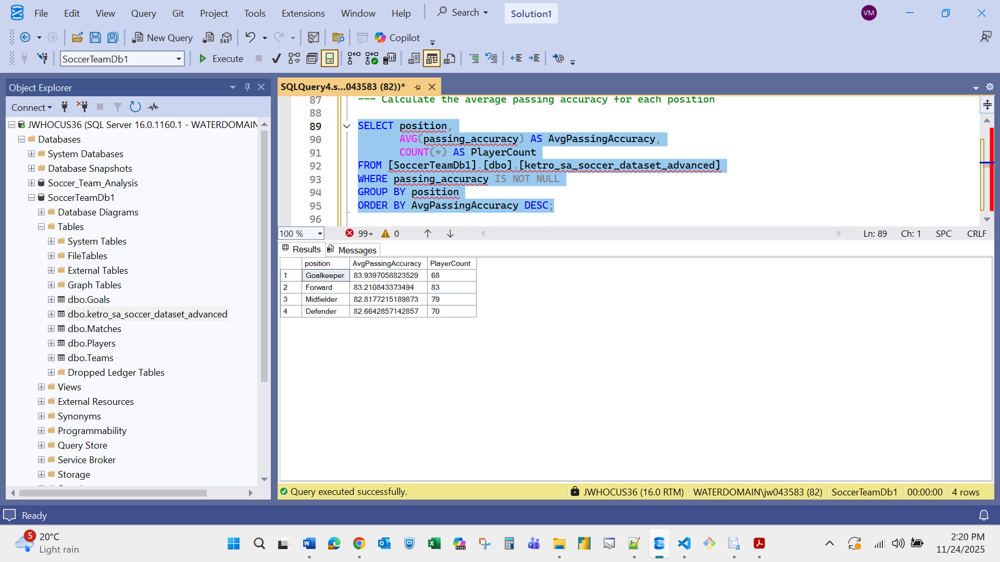 File Edit View Query Git Project Tools Extensions Window Help Search Solution1 VM
New Query DAX Copilot
SoccerTeamDb1 Execute
Object Explorer
Connect
JWHOCUS36 (SQL Server 16.0.1160.1 - WATERDOMAIN
Databases
System Databases
Database Snapshots
Soccer_Team_Analysis
SoccerTeamDb1
Database Diagrams
Tables
System Tables
FileTables
External Tables
Graph Tables
dbo.Goals
dbo.ketro_sa_soccer_dataset_advanced
dbo.Matches
dbo.Players
dbo.Teams
Dropped Ledger Tables
Views
External Resources
Synonyms
Programmability
Query Store
Service Broker
Storage
SQLQuery4.s...043583 (82))*
87 --- Calculate the average passing accuracy for each position
88
89 SELECT position,
90 AVG(passing_accuracy) AS AvgPassingAccuracy,
91 COUNT(*) AS PlayerCount
92 FROM [SoccerTeamDb1].[dbo].[ketro_sa_soccer_dataset_advanced]
93 WHERE passing_accuracy IS NOT NULL
94 GROUP BY position
95 ORDER BY AvgPassingAccuracy DESC;
96
100 % 99+ 0 Ln: 89 Ch: 1 SPC CRLF
Results Messages
position AvgPassingAccuracy PlayerCount
1 Goalkeeper 83.9397058823529 68
2 Forward 83.210843373494 83
3 Midfielder 82.8177215189873 79
4 Defender 82.6642857142857 70
Query executed successfully. JWHOCUS36 (16.0 RTM) WATERDOMAIN\jw043583 (82) SoccerTeamDb1 00:00:00 4 rows
Ready
5 20°C
Light rain
M365
2:20 PM
11/24/2025